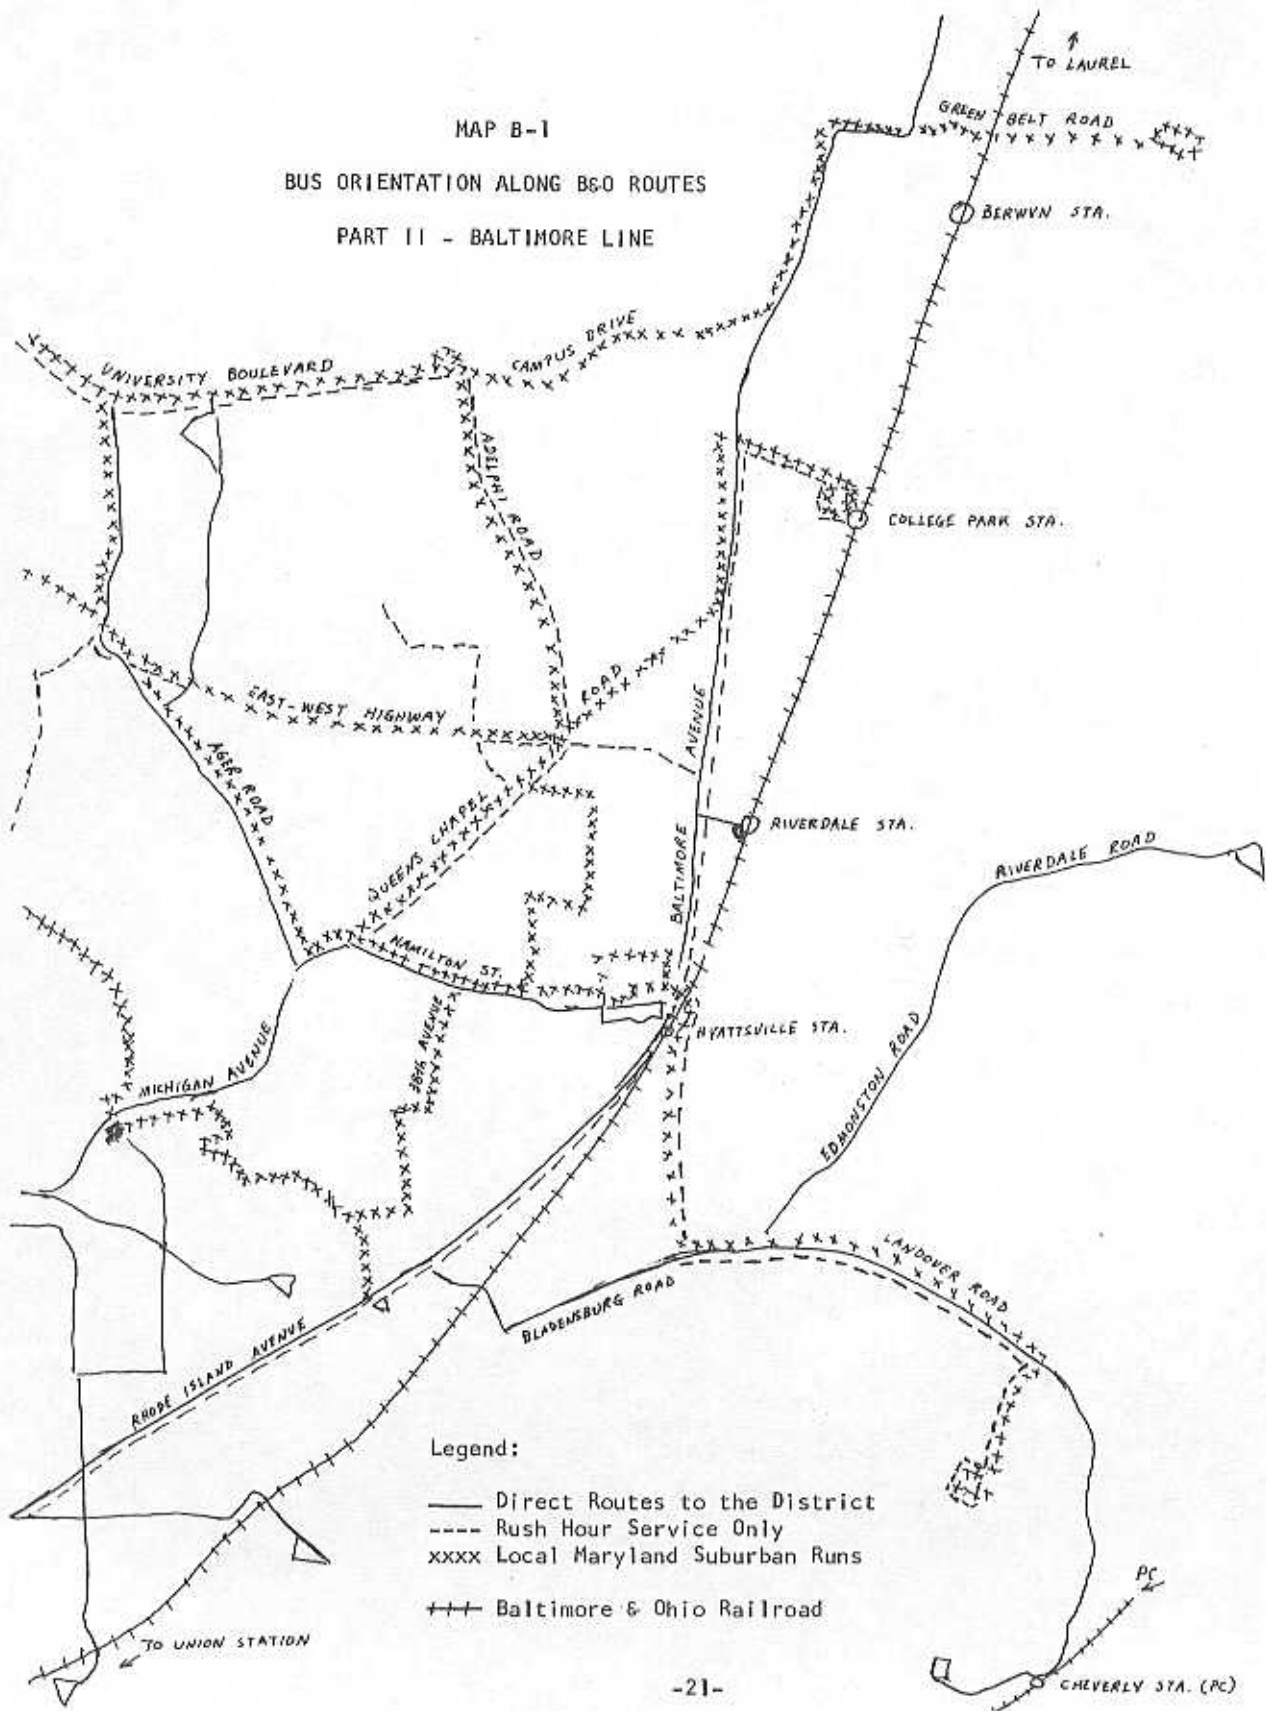 TO LAUREL
GREEN BELT ROAD
MAP B-1
BUS ORIENTATION ALONG B&O ROUTES
PART II - BALTIMORE LINE
BERWYN STA.
UNIVERSITY BOULEVARD
CAMPUS DRIVE
ADELPHI ROAD
COLLEGE PARK STA.
EAST-WEST HIGHWAY
ROAD
AVENUE
AGER ROAD
QUEENS CHAPEL
BALTIMORE
RIVERDALE STA.
RIVERDALE ROAD
HAMILTON ST.
38TH AVENUE
HYATTSVILLE STA.
MICHIGAN AVENUE
EDMONSTON ROAD
LANDOVER ROAD
BLADENSBURG ROAD
RHODE ISLAND AVENUE
Legend:
Direct Routes to the District
Rush Hour Service Only
xxxx Local Maryland Suburban Runs
Baltimore & Ohio Railroad
PC
TO UNION STATION
CHEVERLY STA. (PC)
-21-